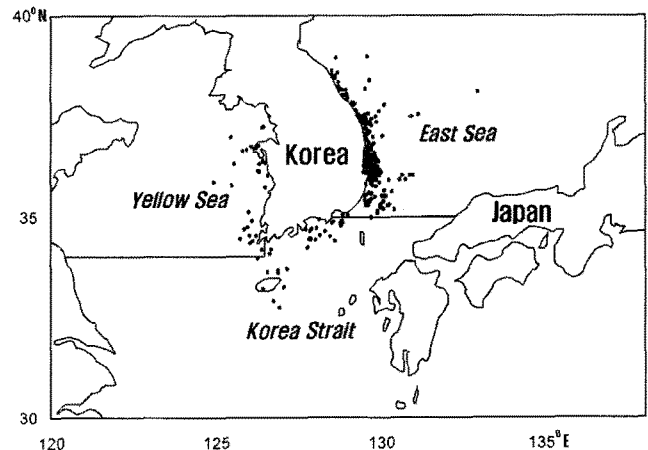 40°N
East Sea
Korea
Yellow Sea
35
Japan
Korea Strait
30
120
125
130
135°E